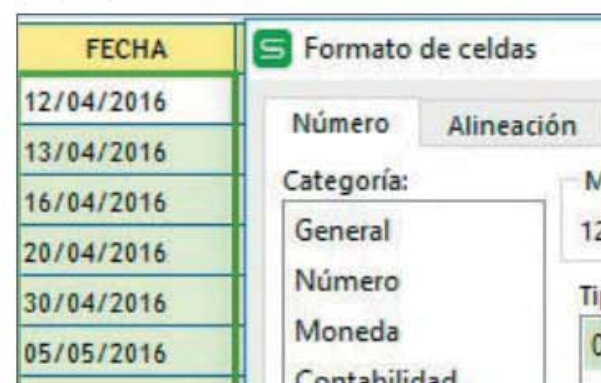 FECHA
12/04/2016
13/04/2016
16/04/2016
20/04/2016
30/04/2016
05/05/2016
S Formato de celdas
Número Alineación
Categoría:
General
Número
Moneda
Contabilidad